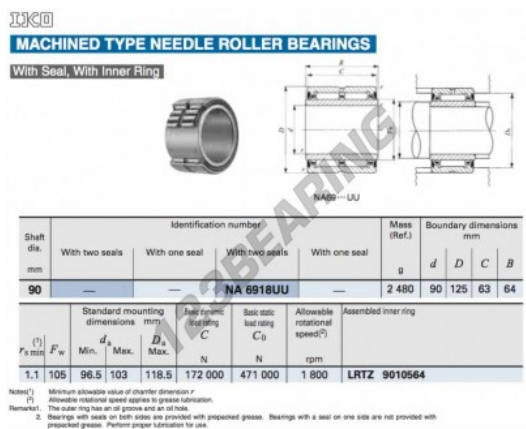 IKO
MACHINED TYPE NEEDLE ROLLER BEARINGS
With Seal, With Inner Ring
B
C
r
D
d
Da
NA69···UU
123BEARING
Shaft dia. mm
Identification number
Mass (Ref.) g
Boundary dimensions mm
With two seals With one seal With two seals With one seal
d D C B
90 — — NA 6918UU — 2 480 90 125 63 64
(1) rs min
Fw
Standard mounting dimensions mm
da Min. Max.
Da Max.
Basic dynamic load rating C N
Basic static load rating C0 N
Allowable rotational speed(2) rpm
Assembled inner ring
1.1 105 96.5 103 118.5 172 000 471 000 1 800 LRTZ 9010564
Notes(1) Minimum allowable value of chamfer dimension r
(2) Allowable rotational speed applies to grease lubrication.
Remarks1. The outer ring has an oil groove and an oil hole.
2. Bearings with seals on both sides are provided with prepacked grease. Bearings with a seal on one side are not provided with
prepacked grease. Perform proper lubrication for use.